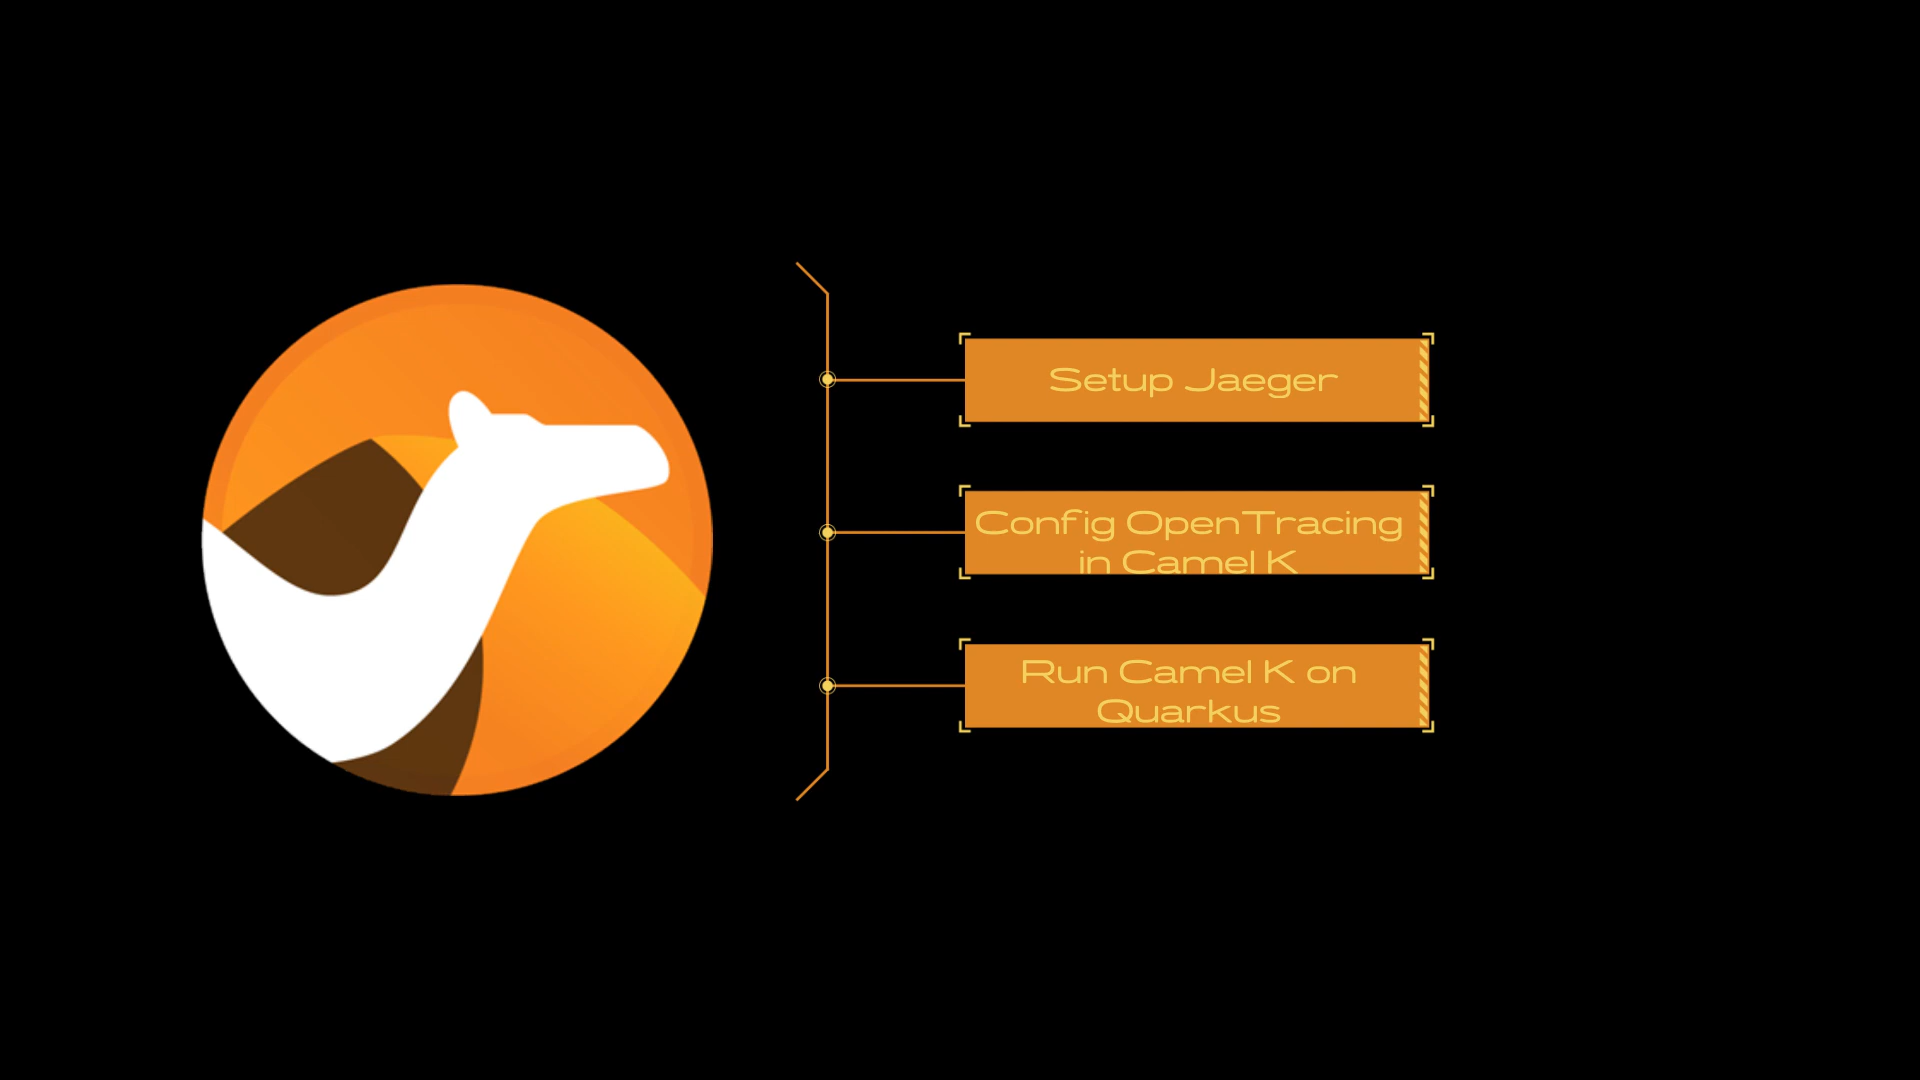 Setup Jaeger
Config OpenTracing
in Camel K
Run Camel K on
Quarkus